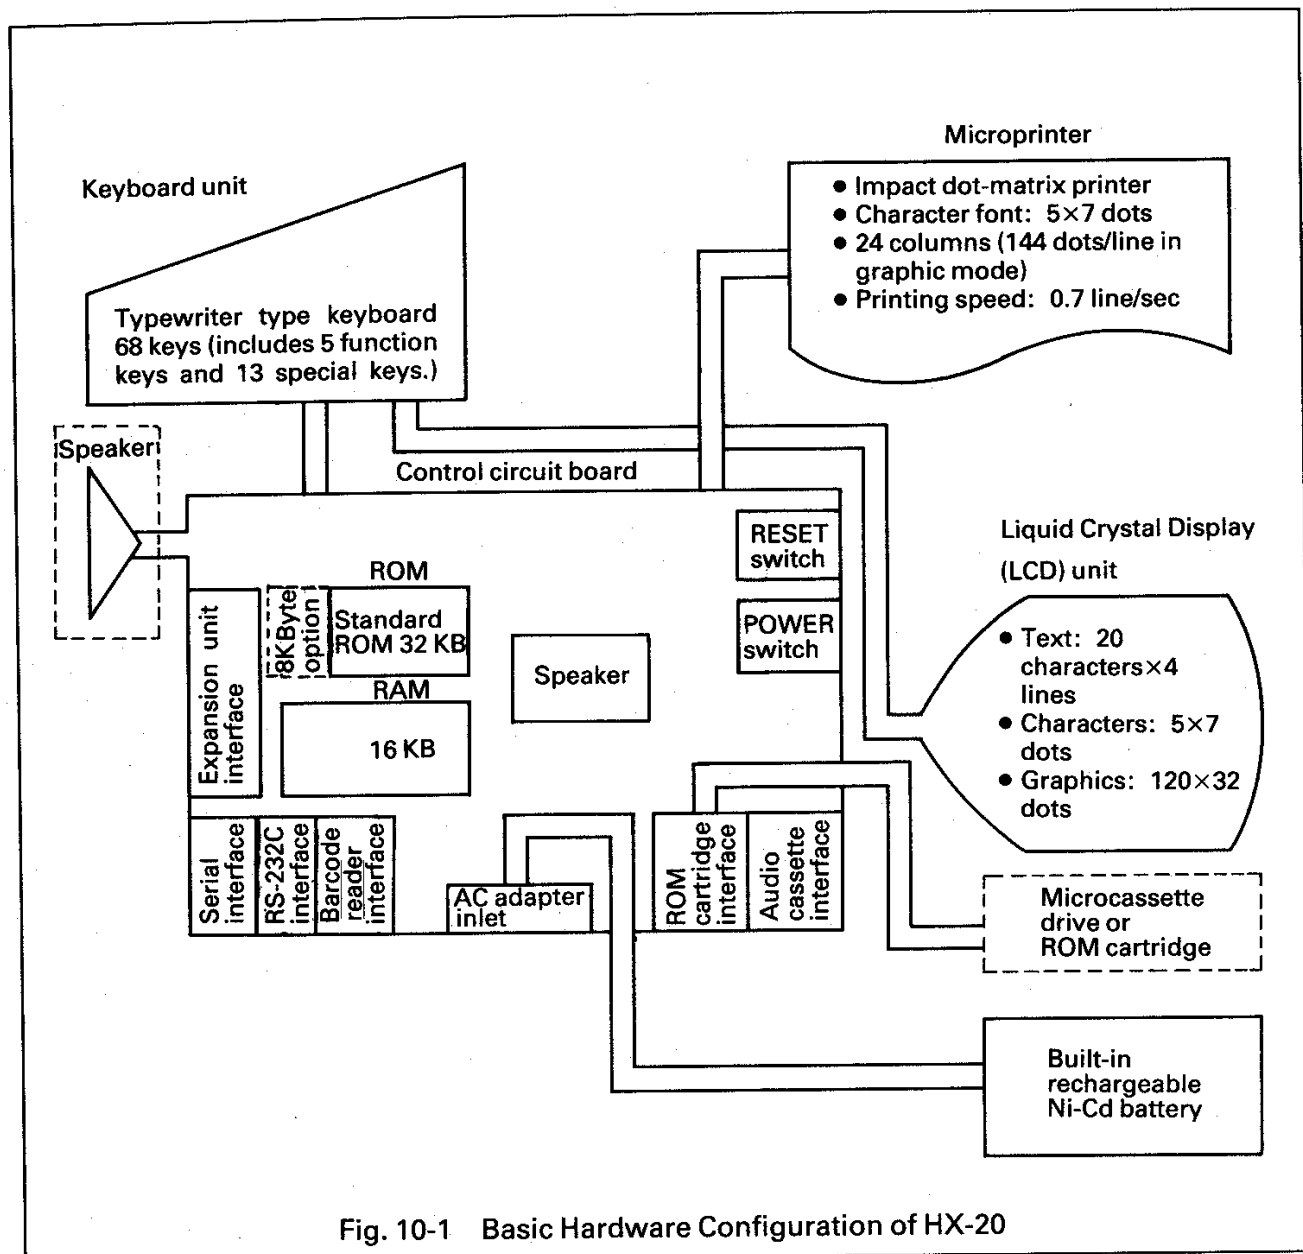 Microprinter
● Impact dot-matrix printer
● Character font: 5×7 dots
● 24 columns (144 dots/line in
graphic mode)
● Printing speed: 0.7 line/sec
Keyboard unit
Typewriter type keyboard
68 keys (includes 5 function
keys and 13 special keys.)
Speaker
Control circuit board
RESET
switch
POWER
switch
ROM
8KByte
option
Standard
ROM 32 KB
RAM
16 KB
Speaker
Expansion unit
interface
Serial
interface
RS-232C
interface
Barcode
reader
interface
AC adapter
inlet
ROM
cartridge
interface
Audio
cassette
interface
Liquid Crystal Display
(LCD) unit
● Text: 20
characters×4
lines
● Characters: 5×7
dots
● Graphics: 120×32
dots
Microcassette
drive or
ROM cartridge
Built-in
rechargeable
Ni-Cd battery
Fig. 10-1 Basic Hardware Configuration of HX-20